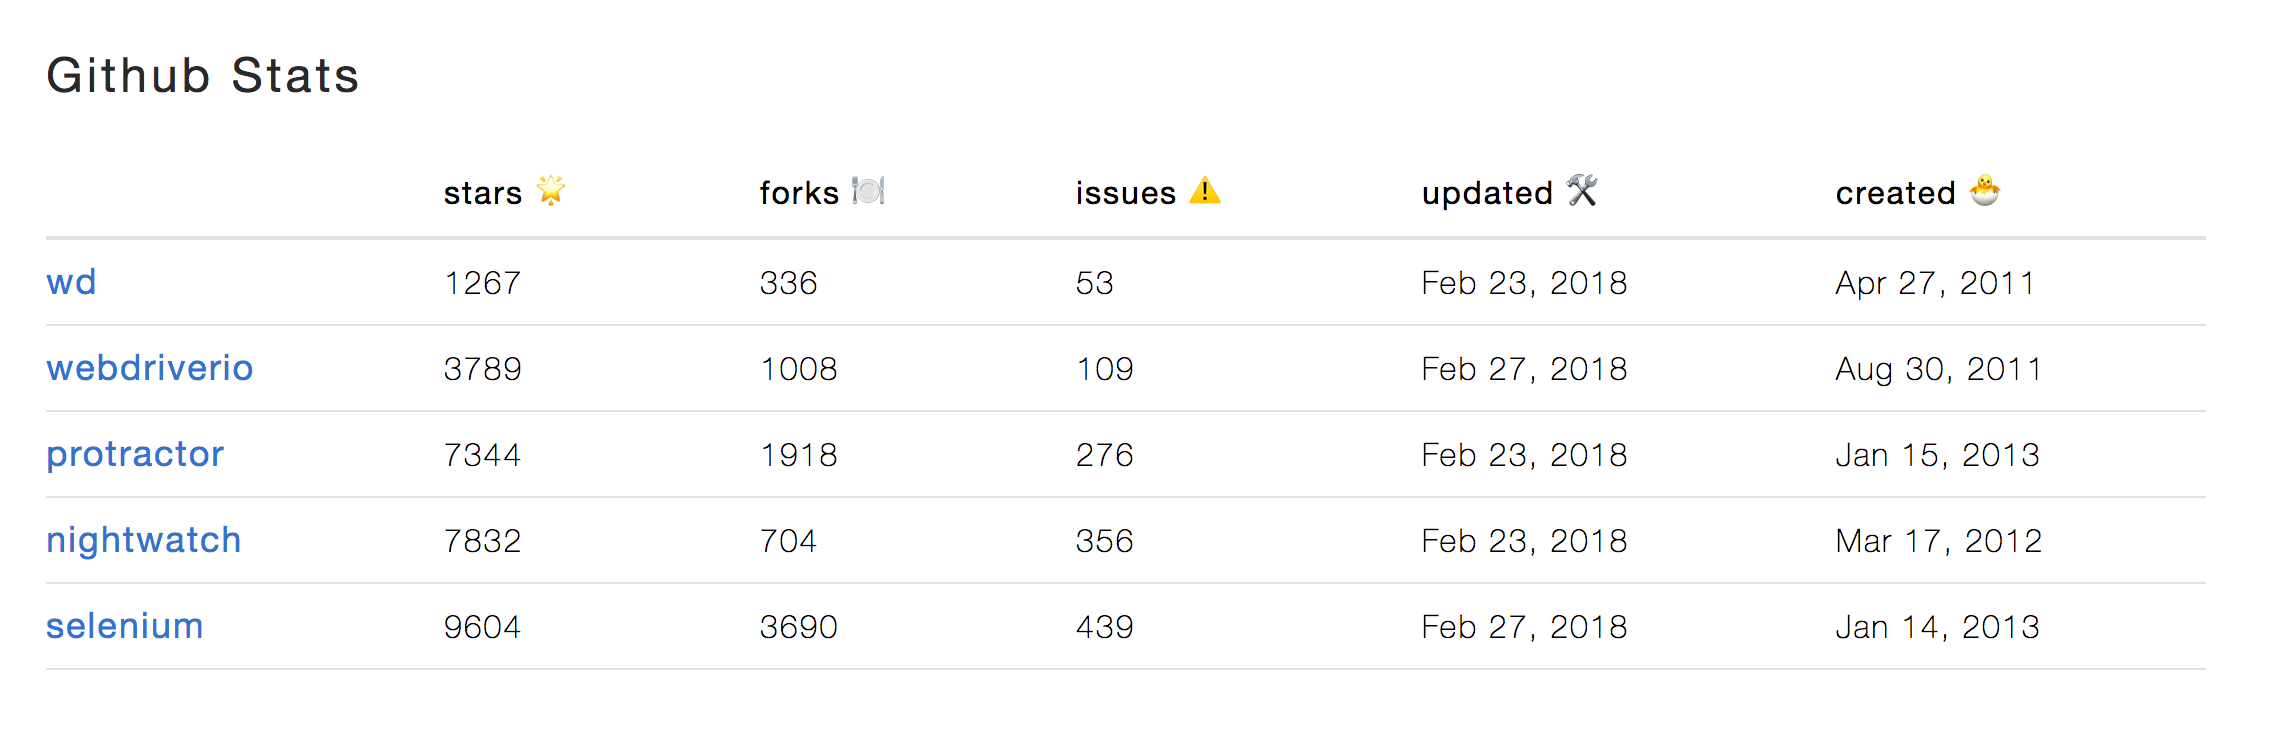 Github Stats
stars 🌟 forks 🍽 issues ⚠️ updated 🛠 created 🐣
wd 1267 336 53 Feb 23, 2018 Apr 27, 2011
webdriverio 3789 1008 109 Feb 27, 2018 Aug 30, 2011
protractor 7344 1918 276 Feb 23, 2018 Jan 15, 2013
nightwatch 7832 704 356 Feb 23, 2018 Mar 17, 2012
selenium 9604 3690 439 Feb 27, 2018 Jan 14, 2013